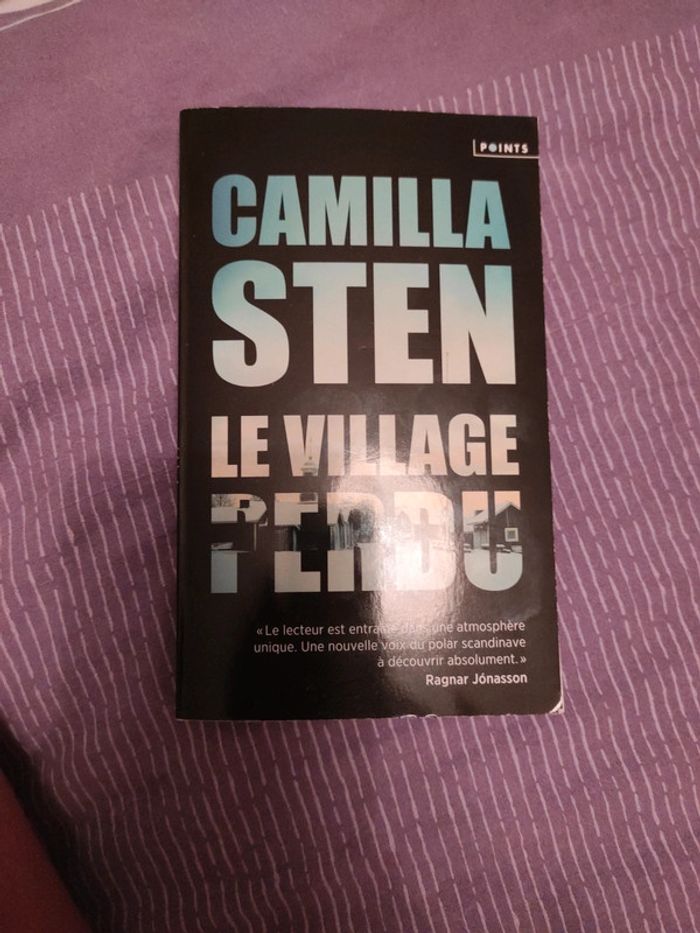 POINTS
CAMILLA
STEN
LE VILLAGE
PERDU
« Le lecteur est entraîné dans une atmosphère
unique. Une nouvelle voix du polar scandinave
à découvrir absolument. »
Ragnar Jónasson